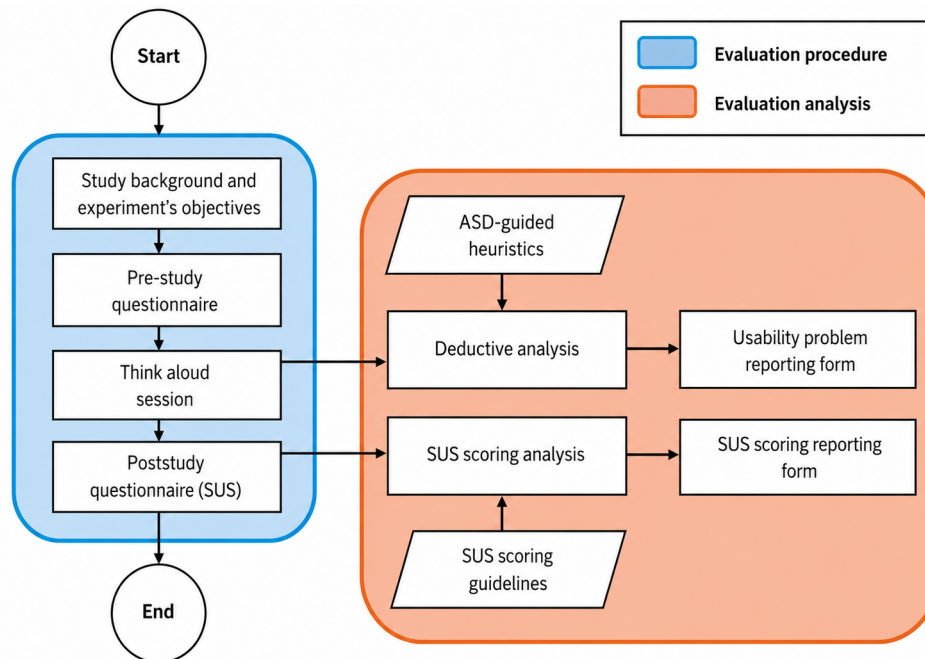 Start
Evaluation procedure
Evaluation analysis
Study background and
experiment's objectives
Pre-study
questionnaire
Think aloud
session
Poststudy
questionnaire (SUS)
End
ASD-guided
heuristics
Deductive analysis
Usability problem
reporting form
SUS scoring analysis
SUS scoring reporting
form
SUS scoring
guidelines